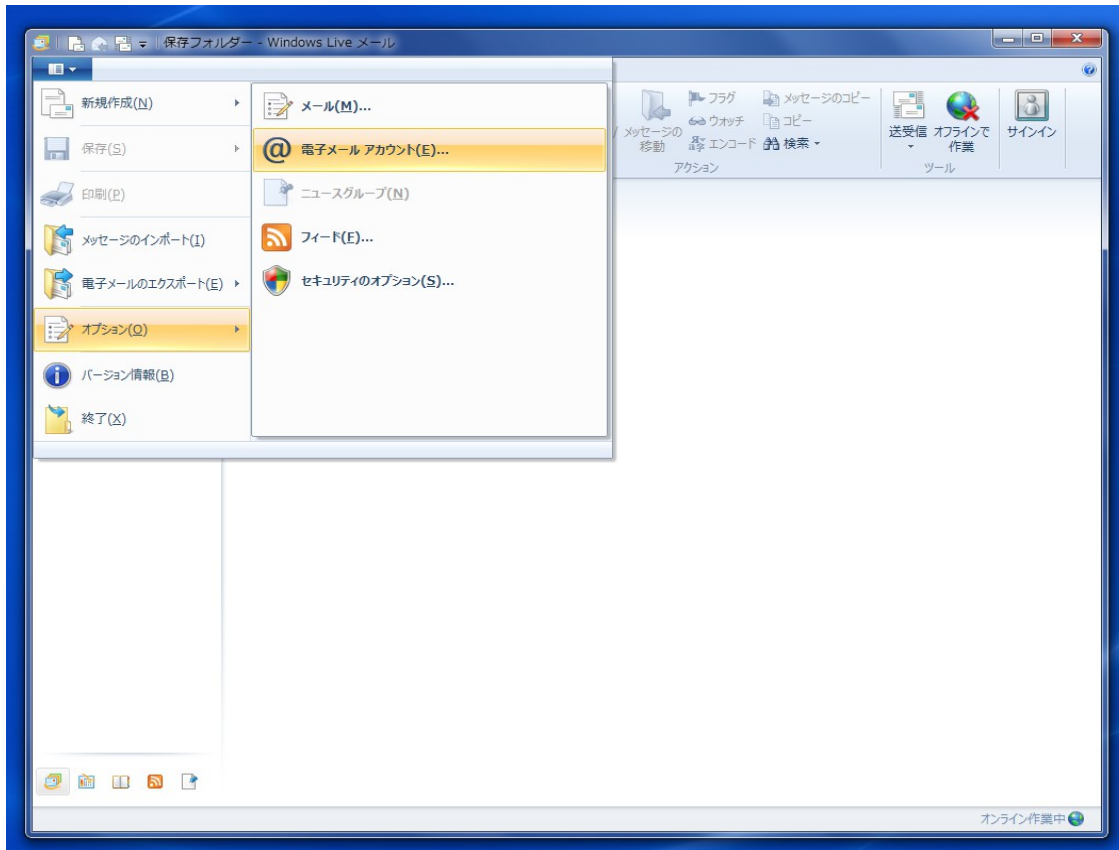 保存フォルダー - Windows Live メール
新規作成(N)
保存(S)
印刷(P)
メッセージのインポート(I)
電子メールのエクスポート(E)
オプション(O)
バージョン情報(B)
終了(X)
メール(M)...
電子メール アカウント(E)...
ニュースグループ(N)
フィード(F)...
セキュリティのオプション(S)...
メッセージの
移動
フラグ
ウォッチ
エンコード
メッセージのコピー
コピー
検索
アクション
送受信
オフラインで
作業
ツール
サインイン
オンライン作業中